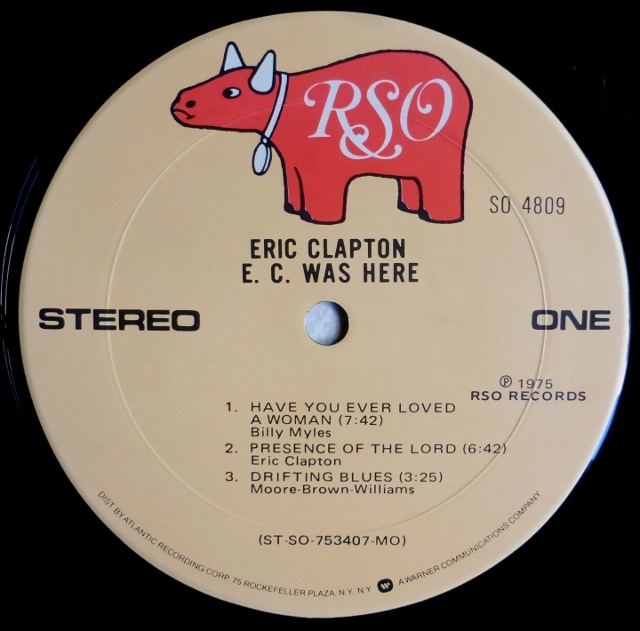 RSO
SO 4809
ERIC CLAPTON
E. C. WAS HERE
STEREO
ONE
℗ 1975
RSO RECORDS
1. HAVE YOU EVER LOVED
A WOMAN (7:42)
Billy Myles
2. PRESENCE OF THE LORD (6:42)
Eric Clapton
3. DRIFTING BLUES (3:25)
Moore-Brown-Williams
(ST-SO-753407-MO)
DIST BY ATLANTIC RECORDING CORP. 75 ROCKEFELLER PLAZA, N.Y., N.Y. A WARNER COMMUNICATIONS COMPANY